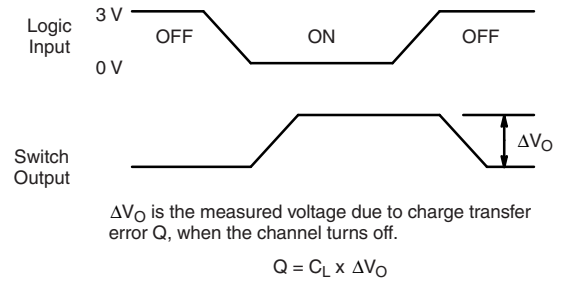 Logic
Input
3 V
0 V
OFF
ON
OFF
Switch
Output
ΔVO
ΔVO is the measured voltage due to charge transfer
error Q, when the channel turns off.
Q = CL x ΔVO